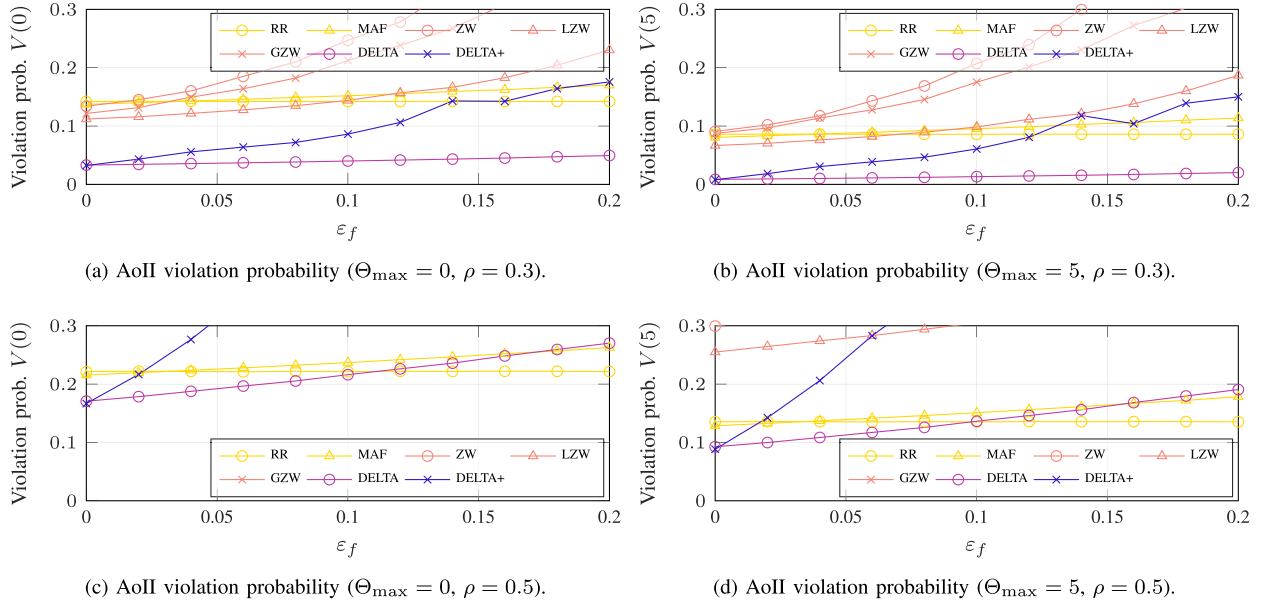 Violation prob. V(0)
0.3
0.2
0.1
0
RR
MAF
ZW
LZW
GZW
DELTA
DELTA+
0
0.05
0.1
0.15
0.2
ε_f
(a) AoII violation probability (Θmax = 0, ρ = 0.3).
Violation prob. V(5)
0.3
0.2
0.1
0
RR
MAF
ZW
LZW
GZW
DELTA
DELTA+
0
0.05
0.1
0.15
0.2
ε_f
(b) AoII violation probability (Θmax = 5, ρ = 0.3).
Violation prob. V(0)
0.3
0.2
0.1
0
RR
MAF
ZW
LZW
GZW
DELTA
DELTA+
0
0.05
0.1
0.15
0.2
ε_f
(c) AoII violation probability (Θmax = 0, ρ = 0.5).
Violation prob. V(5)
0.3
0.2
0.1
0
RR
MAF
ZW
LZW
GZW
DELTA
DELTA+
0
0.05
0.1
0.15
0.2
ε_f
(d) AoII violation probability (Θmax = 5, ρ = 0.5).